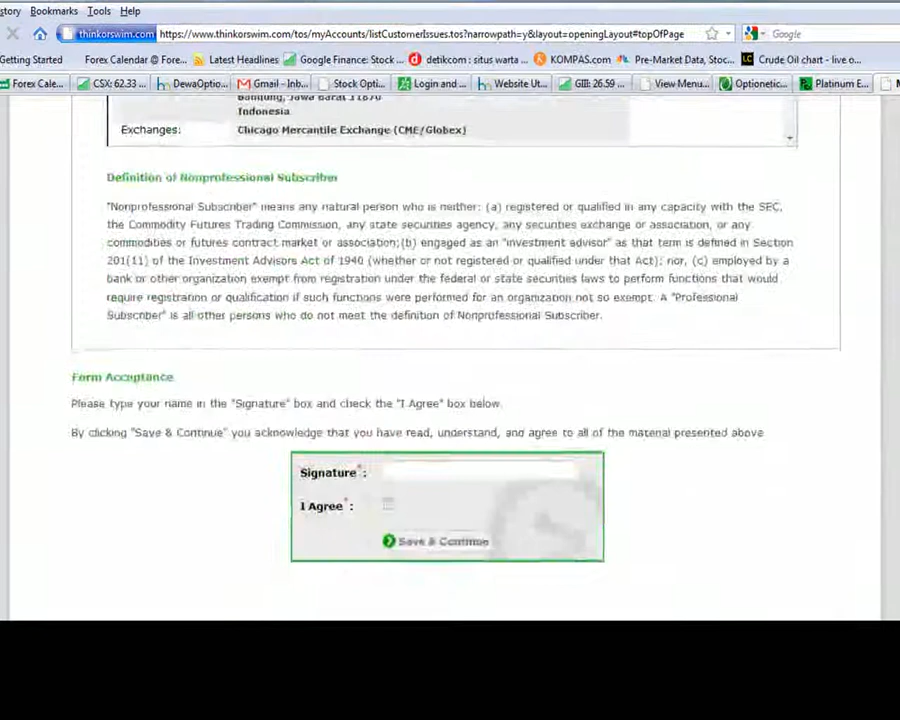 story Bookmarks Tools Help
thinkorswim.com https://www.thinkorswim.com/tos/myAccounts/listCustomerIssues.tos?narrowpath=y&layout=openingLayout#topOfPage Google
Getting Started Forex Calendar @ Fore... Latest Headlines Google Finance: Stock ... detikcom : situs warta ... KOMPAS.com Pre-Market Data, Stoc... Crude Oil chart - live o...
Forex Cale... CSX: 62.33 ... DewaOptio... Gmail - Inb... Stock Opti... Login and ... Website Ut... GIII: 26.59 ... View Menu... Optionetic... Platinum E...
Bandung, Jawa Barat 11870
Indonesia
Exchanges: Chicago Mercantile Exchange (CME/Globex)
Definition of Nonprofessional Subscriber
"Nonprofessional Subscriber" means any natural person who is neither: (a) registered or qualified in any capacity with the SEC,
the Commodity Futures Trading Commission, any state securities agency, any securities exchange or association, or any
commodities or futures contract market or association;(b) engaged as an "investment advisor" as that term is defined in Section
201(11) of the Investment Advisors Act of 1940 (whether or not registered or qualified under that Act); nor, (c) employed by a
bank or other organization exempt from registration under the federal or state securities laws to perform functions that would
require registration or qualification if such functions were performed for an organization not so exempt. A "Professional
Subscriber" is all other persons who do not meet the definition of Nonprofessional Subscriber.
Form Acceptance
Please type your name in the "Signature" box and check the "I Agree" box below.
By clicking "Save & Continue" you acknowledge that you have read, understand, and agree to all of the material presented above
Signature*:
I Agree*:
Save & Continue